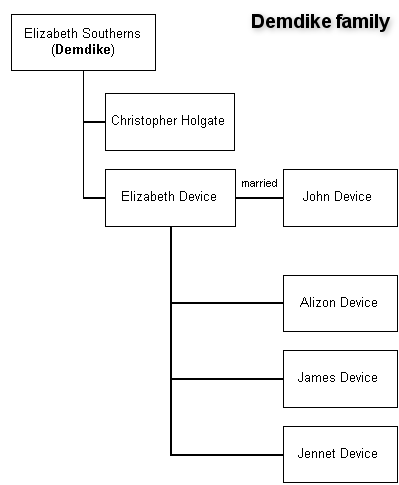 Demdike family
Elizabeth Southerns
(Demdike)
Christopher Holgate
Elizabeth Device
married
John Device
Alizon Device
James Device
Jennet Device